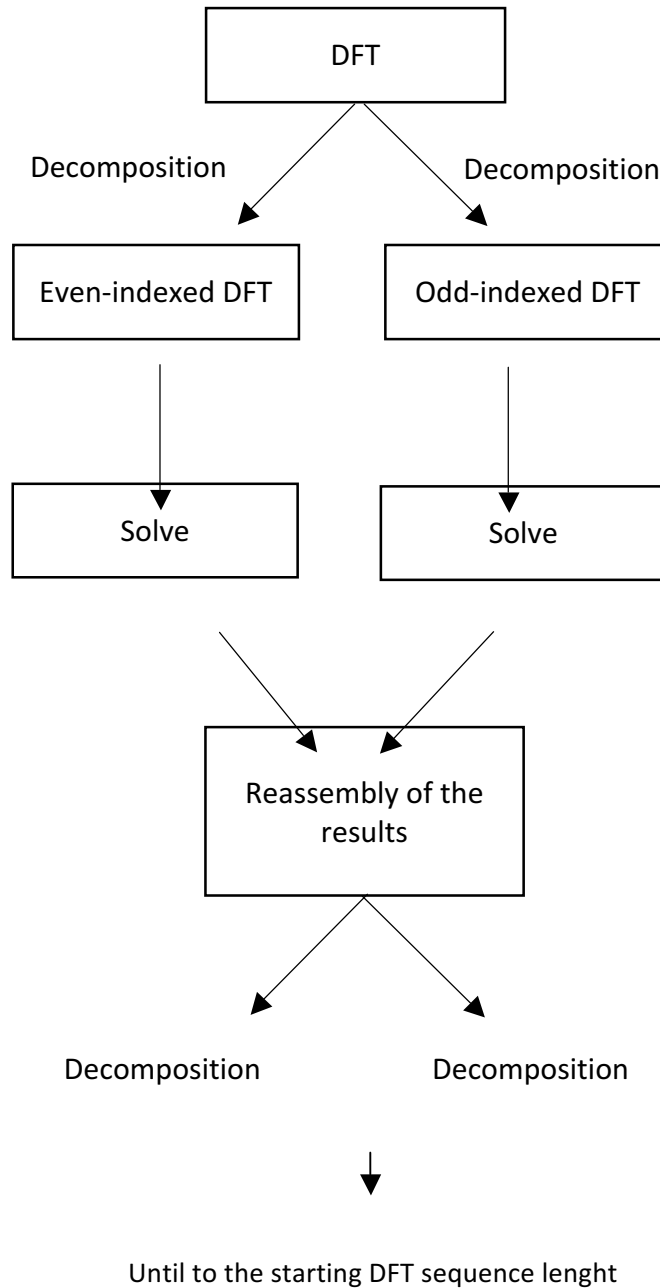 DFT
Decomposition
Decomposition
Even-indexed DFT
Odd-indexed DFT
Solve
Solve
Reassembly of the
results
Decomposition
Decomposition
Until to the starting DFT sequence lenght